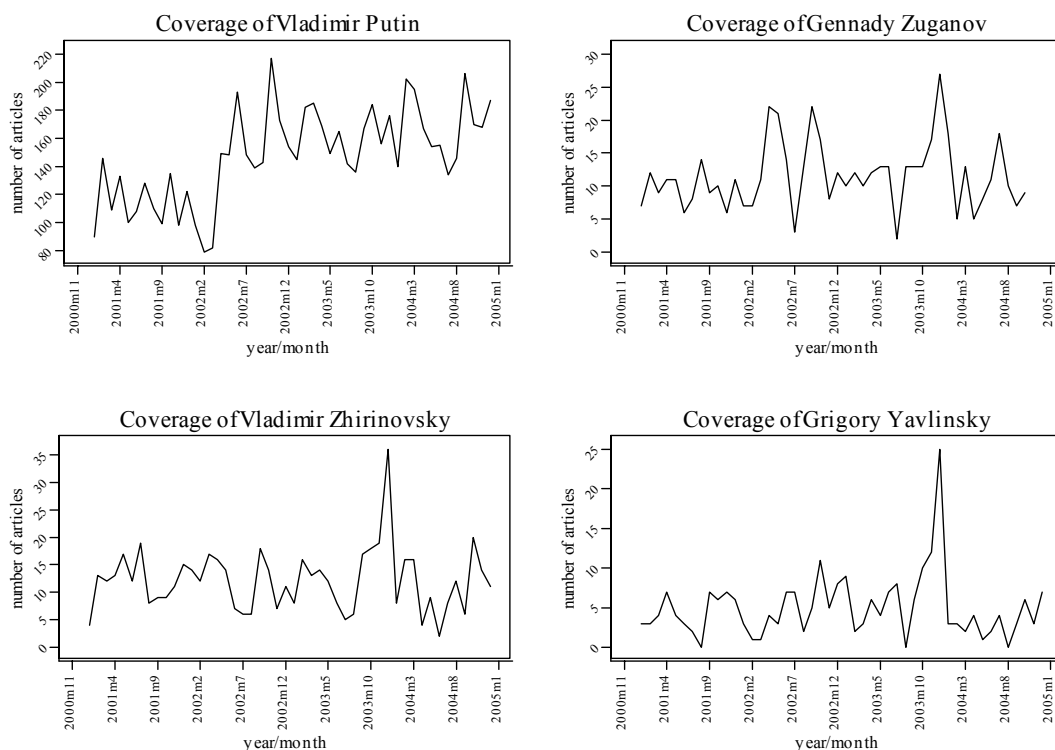 Coverage of Vladimir Putin
number of articles
220
200
180
160
140
120
100
80
2000m11
2001m4
2001m9
2002m2
2002m7
2002m12
2003m5
2003m10
2004m3
2004m8
2005m1
year/month
Coverage of Gennady Zuganov
number of articles
30
25
20
15
10
5
0
2000m11
2001m4
2001m9
2002m2
2002m7
2002m12
2003m5
2003m10
2004m3
2004m8
2005m1
year/month
Coverage of Vladimir Zhirinovsky
number of articles
35
30
25
20
15
10
5
0
2000m11
2001m4
2001m9
2002m2
2002m7
2002m12
2003m5
2003m10
2004m3
2004m8
2005m1
year/month
Coverage of Grigory Yavlinsky
number of articles
25
20
15
10
5
0
2000m11
2001m4
2001m9
2002m2
2002m7
2002m12
2003m5
2003m10
2004m3
2004m8
2005m1
year/month